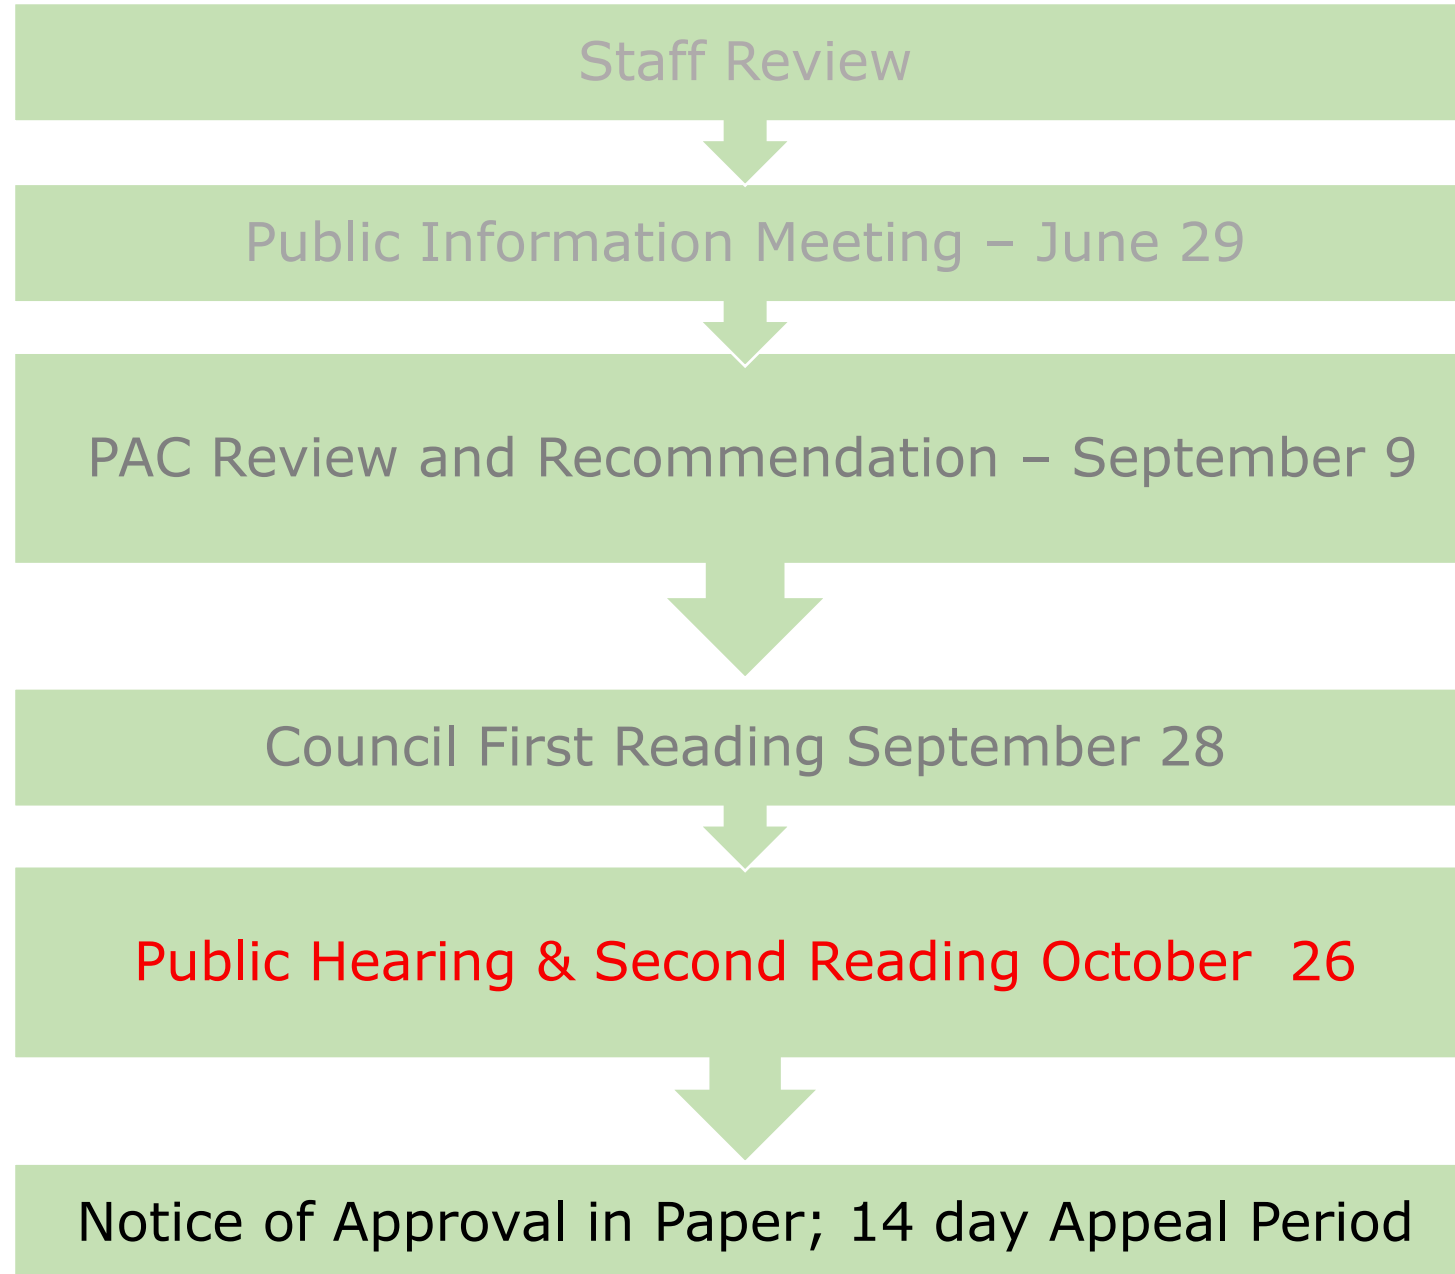 Staff Review
Public Information Meeting – June 29
PAC Review and Recommendation – September 9
Council First Reading September 28
Public Hearing & Second Reading October  26
Notice of Approval in Paper; 14 day Appeal Period